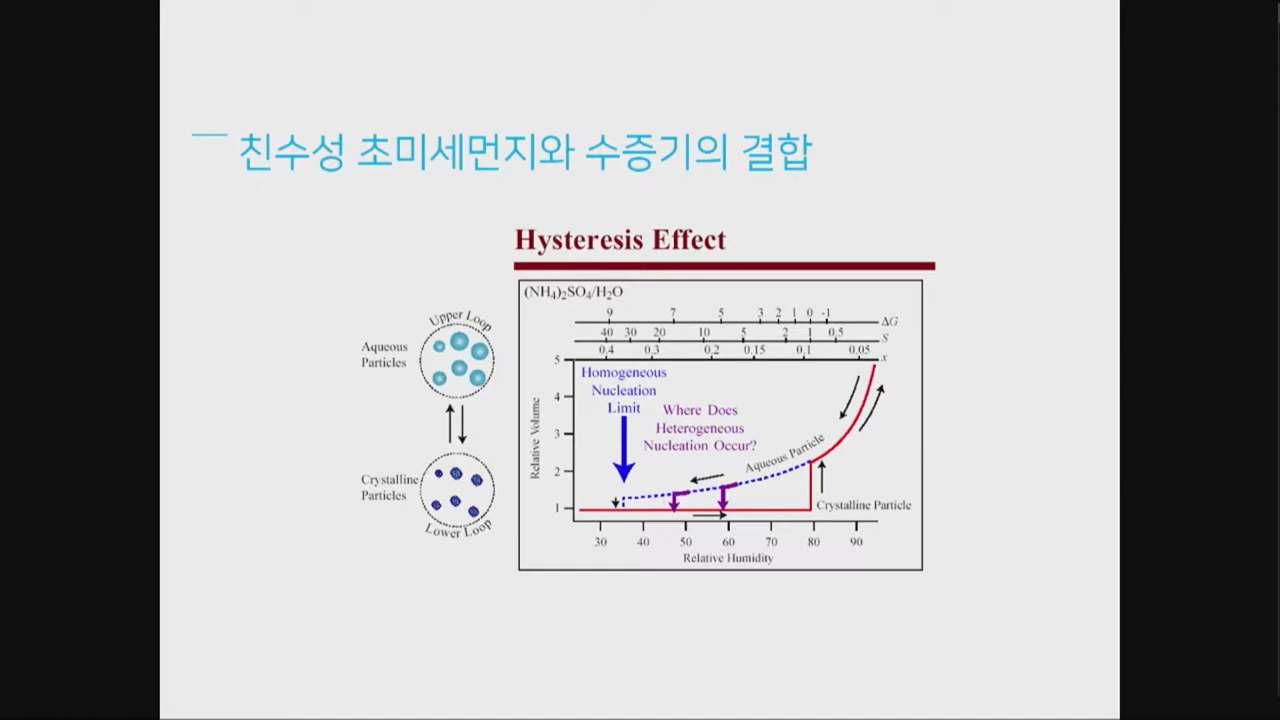 친수성 초미세먼지와 수증기의 결합
Hysteresis Effect
(NH₄)₂SO₄/H₂O
9 7 5 3 2 1 0 -1 ΔG
40 30 20 10 5 2 1 0.5 S
0.4 0.3 0.2 0.15 0.1 0.05 x
Upper Loop
Aqueous
Particles
Crystalline
Particles
Lower Loop
Relative Volume
5
4
3
2
1
Homogeneous
Nucleation
Limit
Where Does
Heterogeneous
Nucleation Occur?
Aqueous Particle
Crystalline Particle
30 40 50 60 70 80 90
Relative Humidity